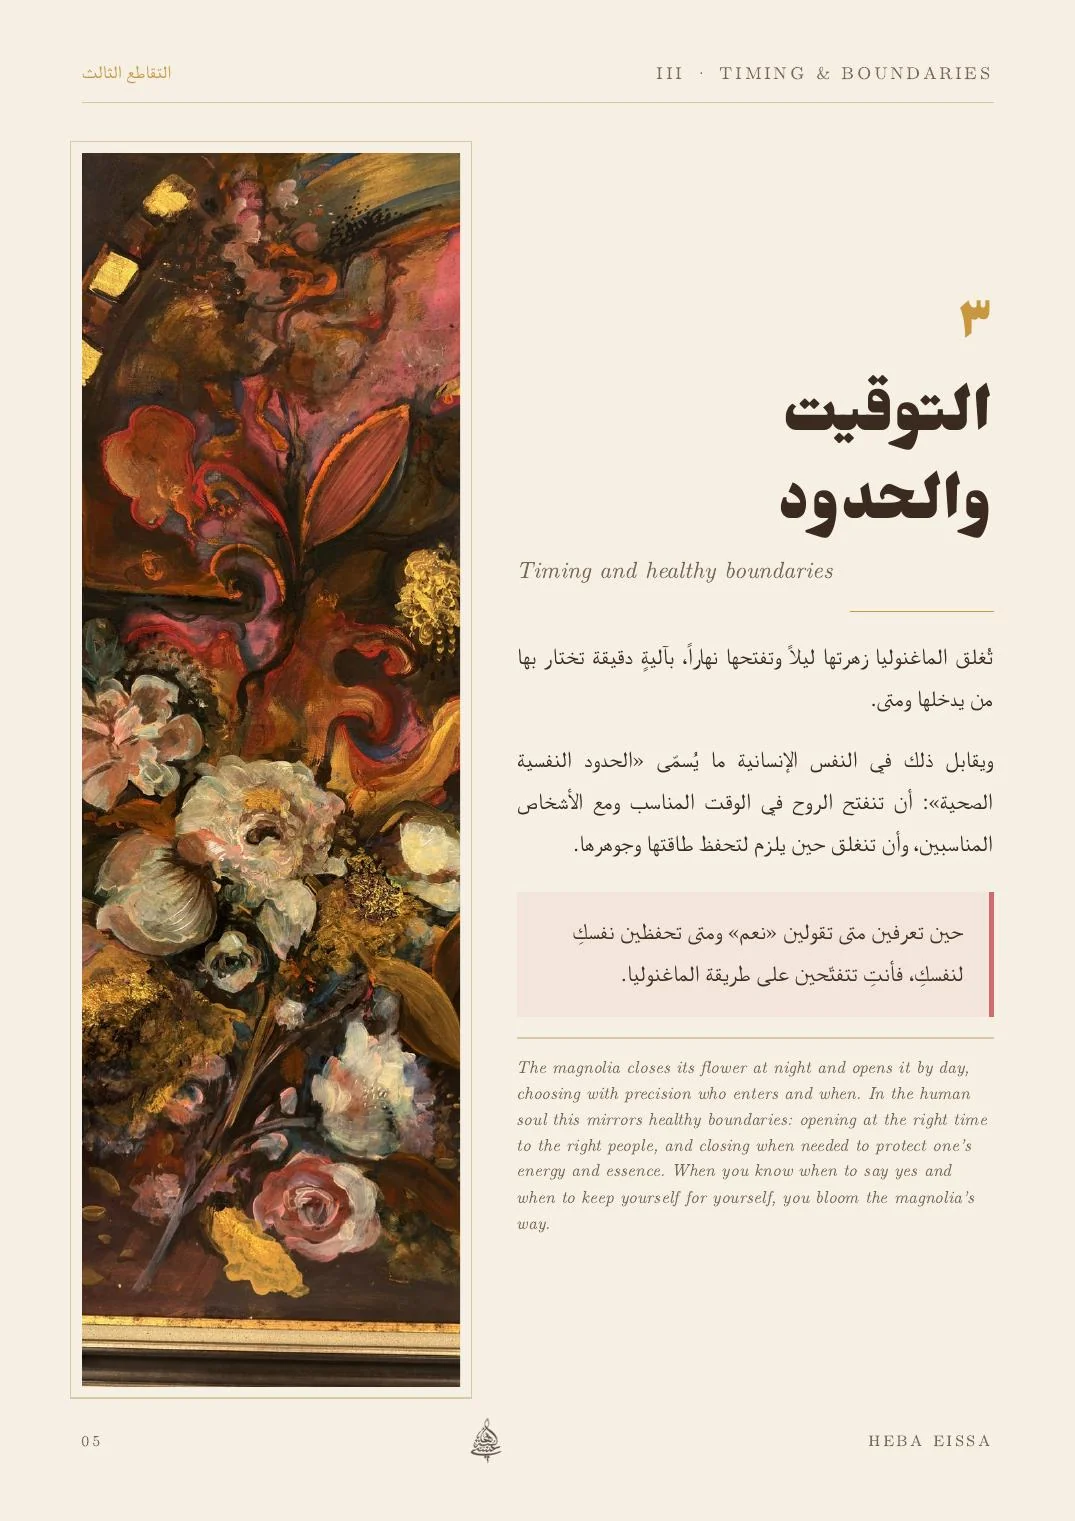 التقاطع الثالث
III · TIMING & BOUNDARIES
٣
التوقيت
والحدود
Timing and healthy boundaries
تُغلق الماغنوليا زهرتها ليلاً وتفتحها نهاراً، بآليةٍ دقيقة تختار بها
من يدخلها ومتى.
ويقابل ذلك في النفس الإنسانية ما يُسمّى «الحدود النفسية
الصحية»: أن تنفتح الروح في الوقت المناسب ومع الأشخاص
المناسبين، وأن تنغلق حين يلزم لتحفظ طاقتها وجوهرها.
حين تعرفين متى تقولين «نعم» ومتى تحفظين نفسكِ
لنفسكِ، فأنتِ تتفتّحين على طريقة الماغنوليا.
The magnolia closes its flower at night and opens it by day,
choosing with precision who enters and when. In the human
soul this mirrors healthy boundaries: opening at the right time
to the right people, and closing when needed to protect one’s
energy and essence. When you know when to say yes and
when to keep yourself for yourself, you bloom the magnolia’s
way.
05
HEBA EISSA